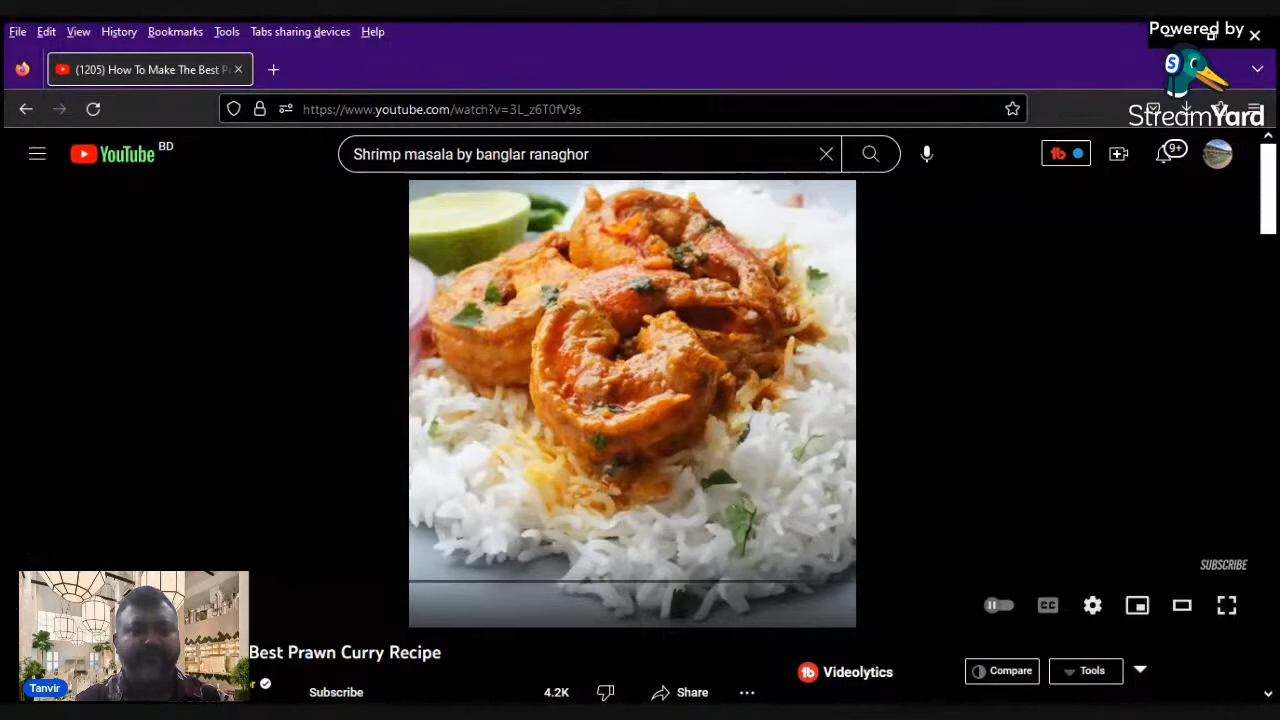 File Edit View History Bookmarks Tools Tabs sharing devices Help
Powered by
(1205) How To Make The Best P
StreamYard
https://www.youtube.com/watch?v=3L_z6T0fV9s
YouTube BD
Shrimp masala by banglar ranaghor
9+
SUBSCRIBE
CC
Best Prawn Curry Recipe
Videolytics
Compare
Tools
Tanvir
Subscribe
4.2K
Share